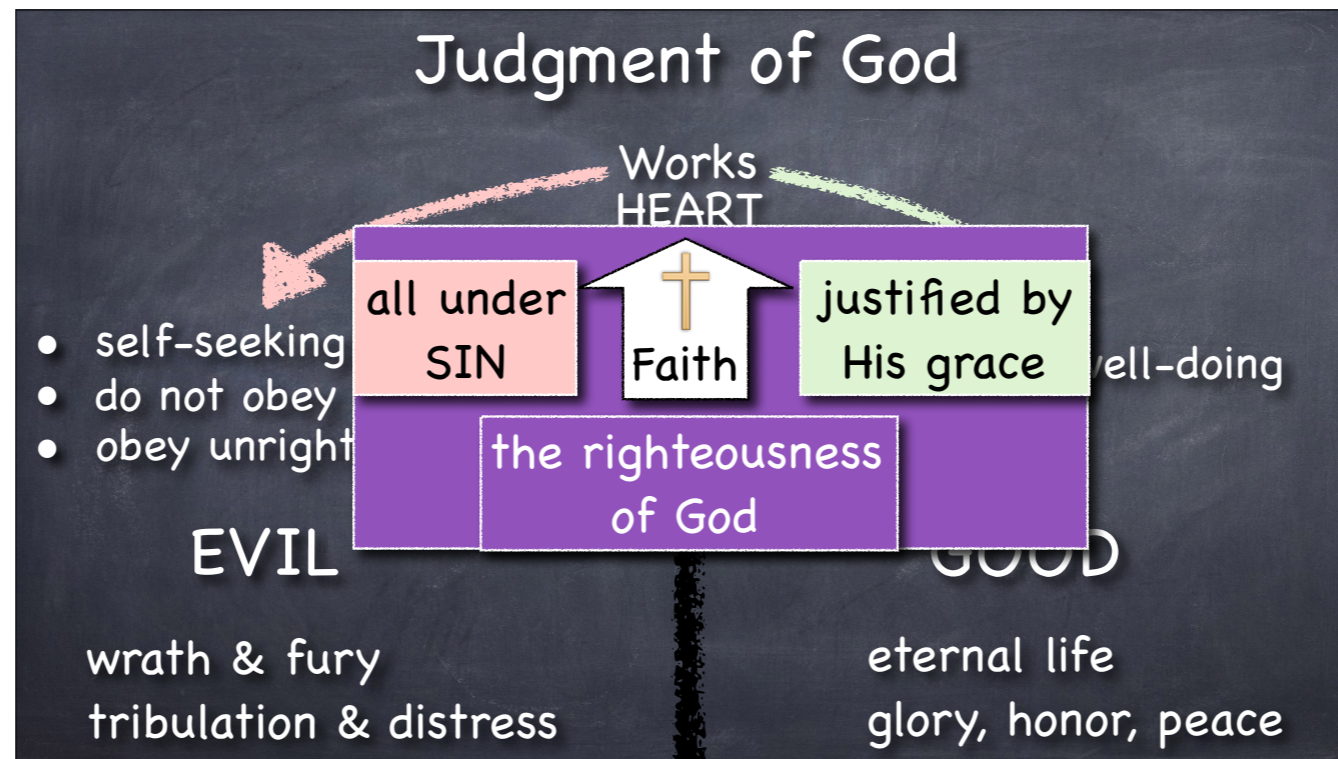 Judgment of God
Works
HEART
all under
SIN
Faith
justified by
His grace
the righteousness
of God
• self-seeking
• do not obey
• obey unright
well-doing
EVIL
GOOD
wrath & fury
tribulation & distress
eternal life
glory, honor, peace